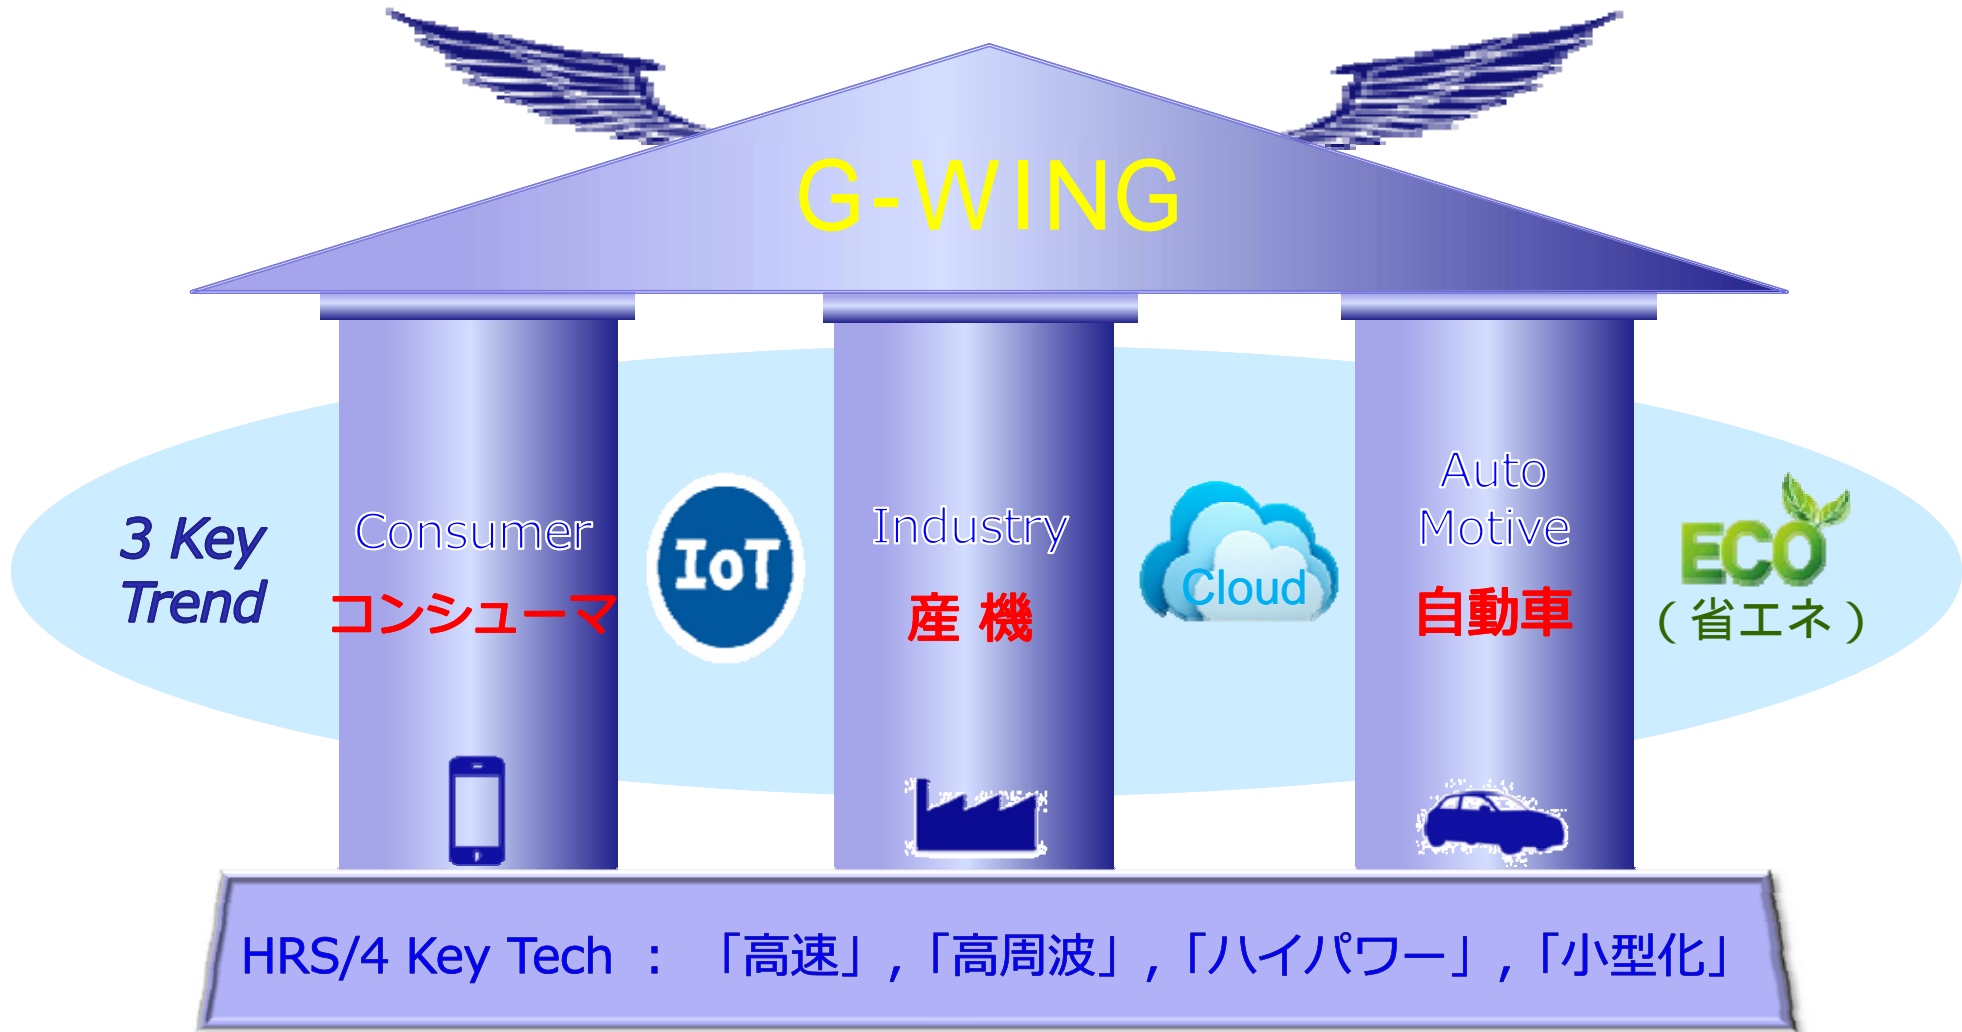 G-WING
3 Key
Trend
Consumer
コンシューマ
IoT
Industry
産 機
Cloud
Auto
Motive
自動車
ECO
（省エネ）
HRS/4 Key Tech ： 「高速」,「高周波」,「ハイパワー」,「小型化」